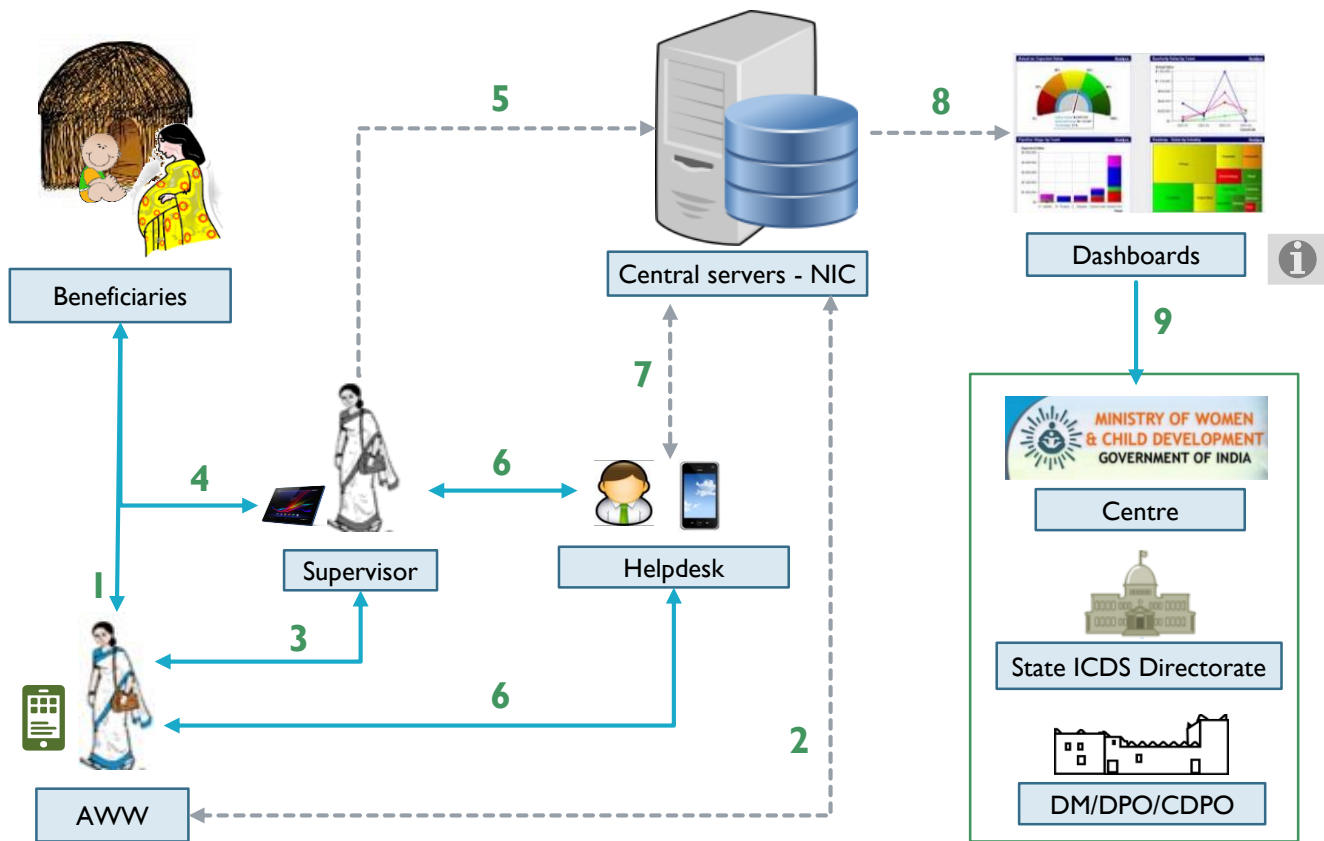 5
8
Beneficiaries
Central servers - NIC
Dashboards
9
7
MINISTRY OF WOMEN
& CHILD DEVELOPMENT
GOVERNMENT OF INDIA
4
6
Centre
Supervisor
Helpdesk
1
3
State ICDS Directorate
6
2
AWW
DM/DPO/CDPO